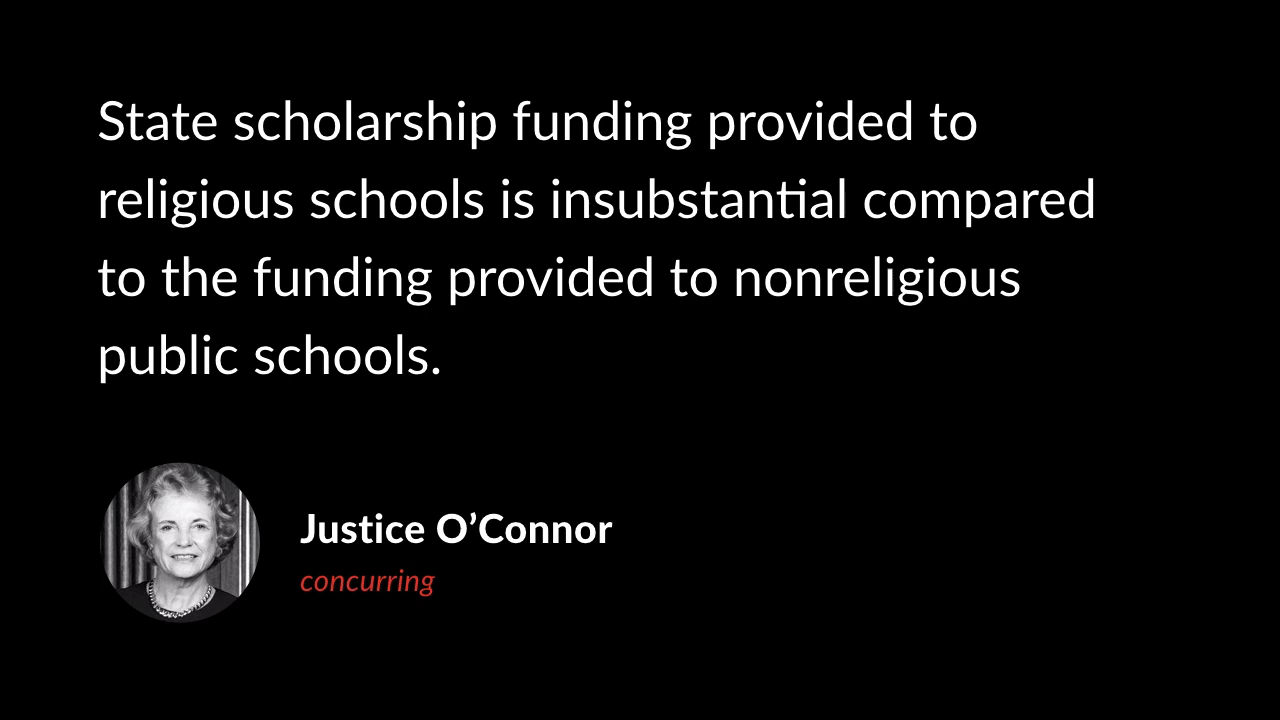 State scholarship funding provided to
religious schools is insubstantial compared
to the funding provided to nonreligious
public schools.
Justice O’Connor
concurring